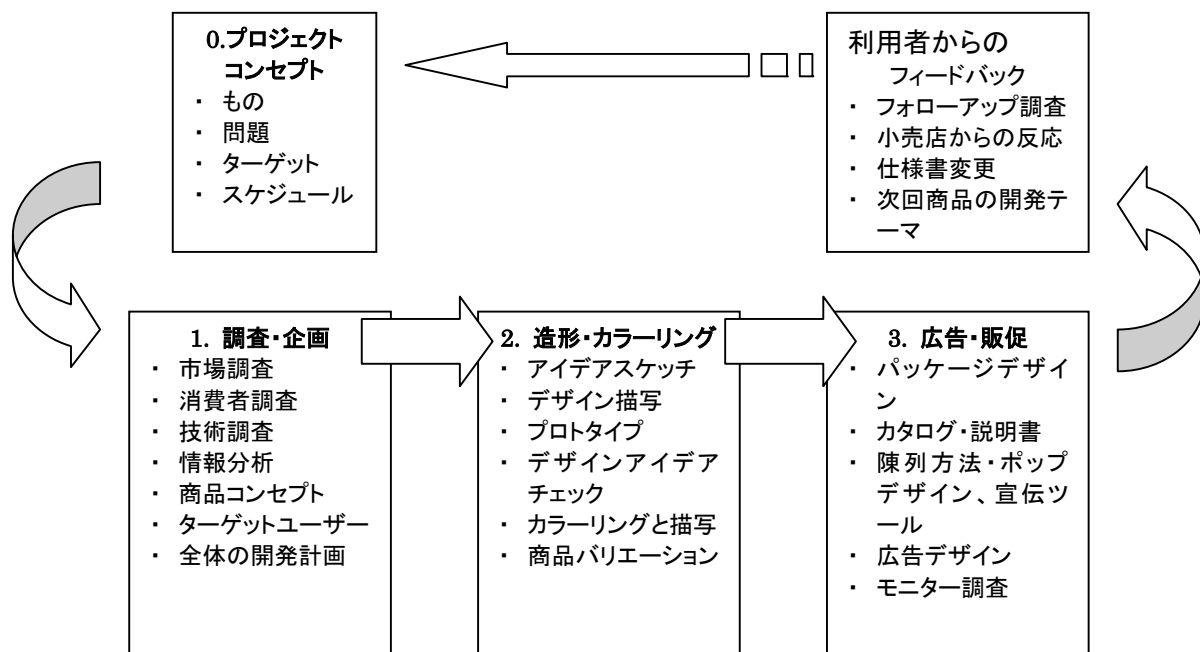 0.プロジェクト
コンセプト
・ もの
・ 問題
・ ターゲット
・ スケジュール
利用者からの
フィードバック
・ フォローアップ調査
・ 小売店からの反応
・ 仕様書変更
・ 次回商品の開発テ
ーマ
1. 調査・企画
・ 市場調査
・ 消費者調査
・ 技術調査
・ 情報分析
・ 商品コンセプト
・ ターゲットユーザー
・ 全体の開発計画
2. 造形・カラーリング
・ アイデアスケッチ
・ デザイン描写
・ プロトタイプ
・ デザインアイデア
チェック
・ カラーリングと描写
・ 商品バリエーション
3. 広告・販促
・ パッケージデザイ
ン
・ カタログ・説明書
・ 陳列方法・ポップ
デザイン、宣伝ツ
ール
・ 広告デザイン
・ モニター調査